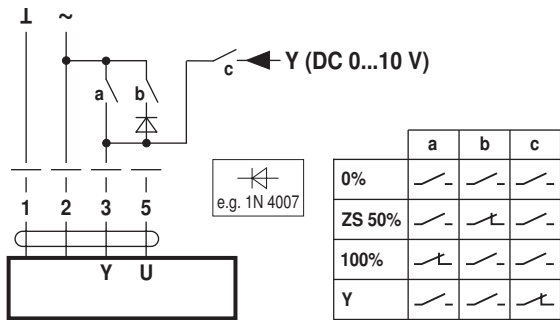 ⊥ ~
a b c Y (DC 0...10 V)
1 2 3 5
Y U
e.g. 1N 4007
a b c
0%
ZS 50%
100%
Y